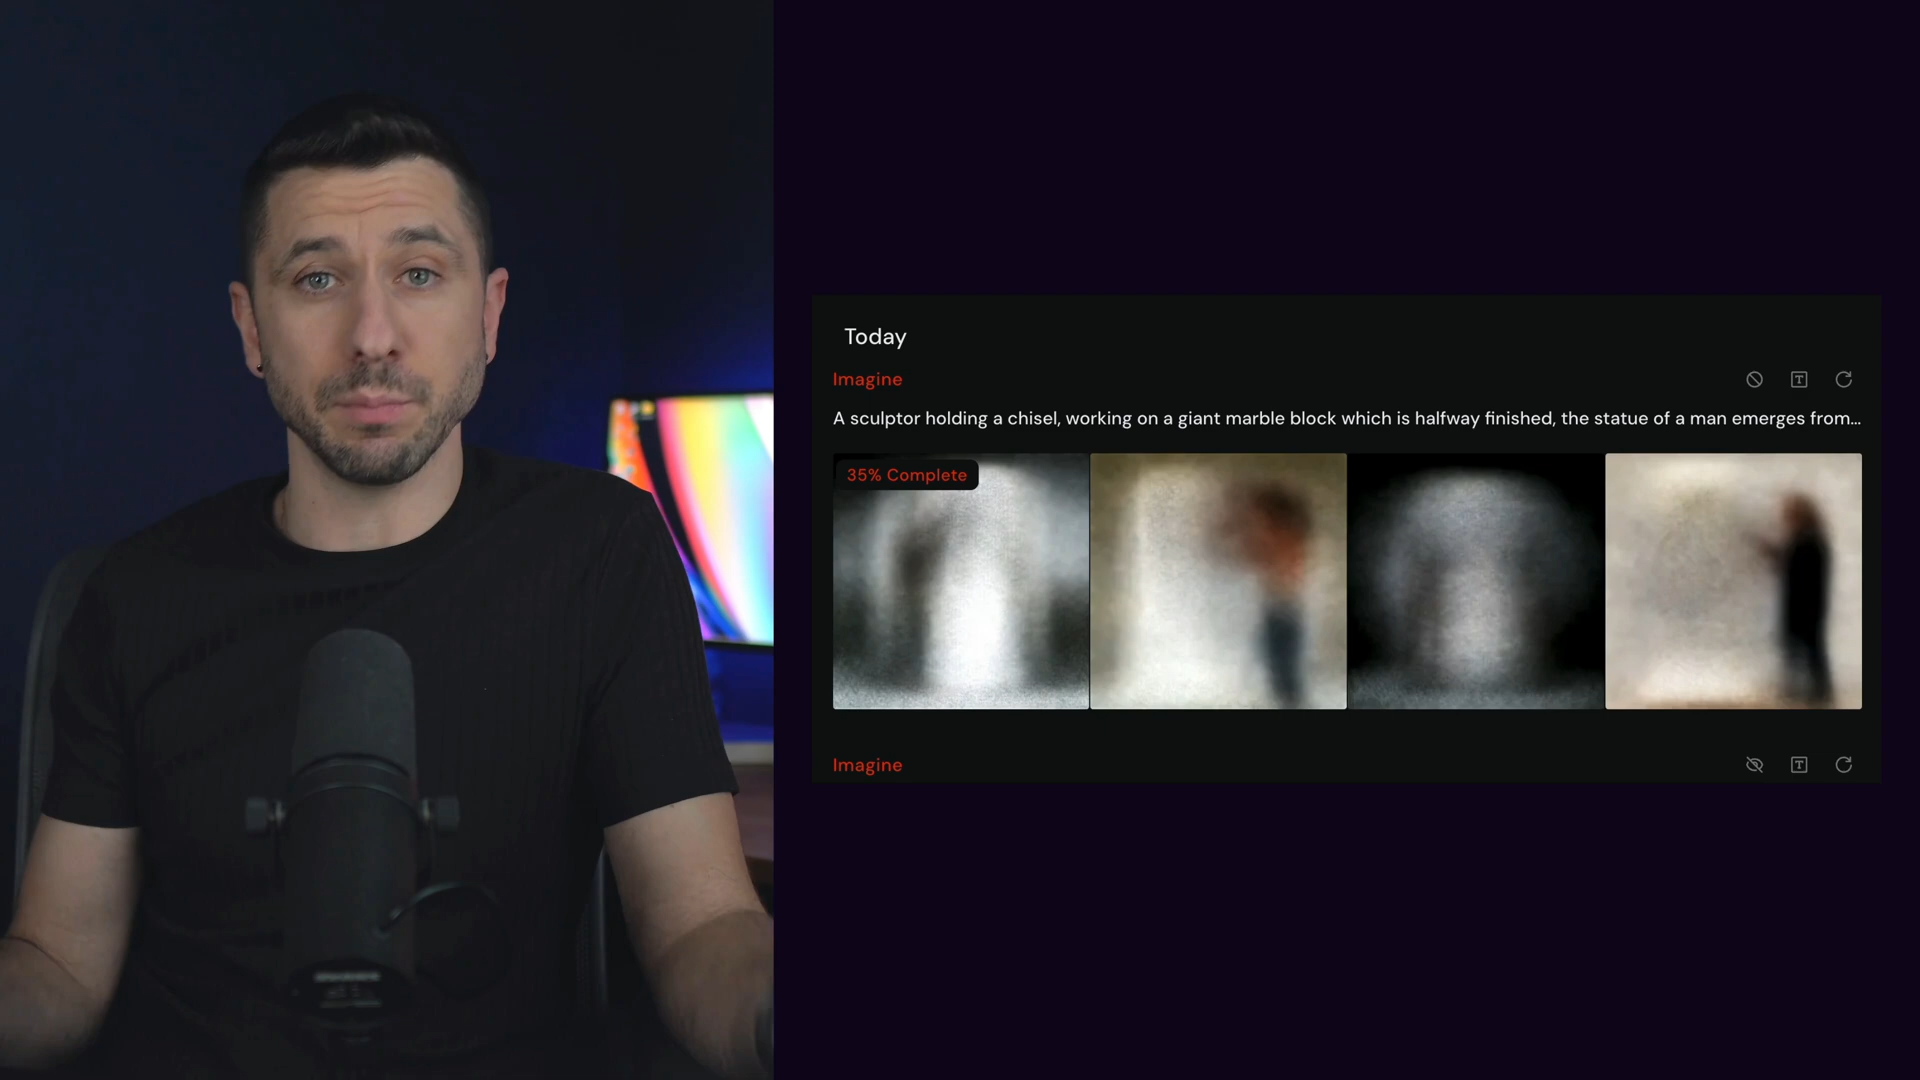 Today
Imagine
A sculptor holding a chisel, working on a giant marble block which is halfway finished, the statue of a man emerges from...
35% Complete
Imagine